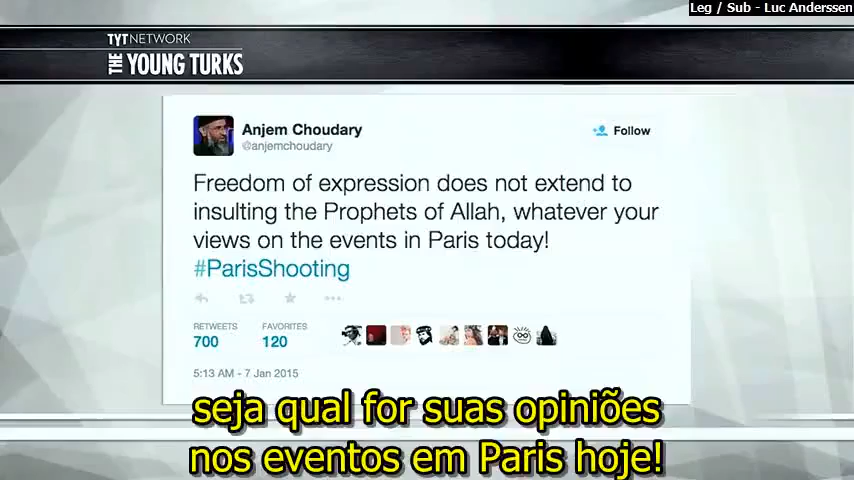 Leg / Sub - Luc Anderssen
TYT NETWORK
THE YOUNG TURKS
Anjem Choudary
@anjemchoudary
Follow
Freedom of expression does not extend to
insulting the Prophets of Allah, whatever your
views on the events in Paris today!
#ParisShooting
RETWEETS FAVORITES
700 120
5:13 AM - 7 Jan 2015
seja qual for suas opiniões
nos eventos em Paris hoje!